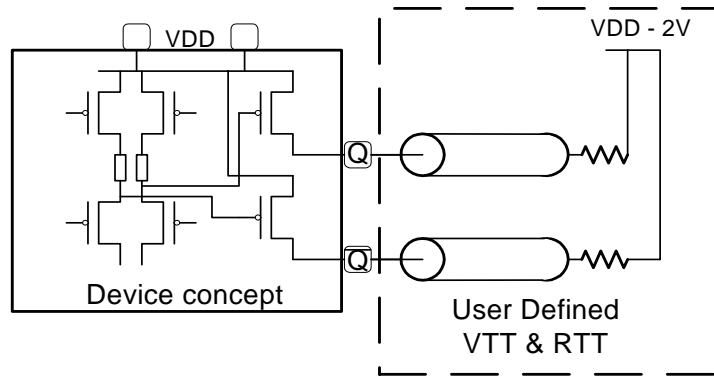 VDD
VDD - 2V
Q
Q̅
Device concept
User Defined
VTT & RTT